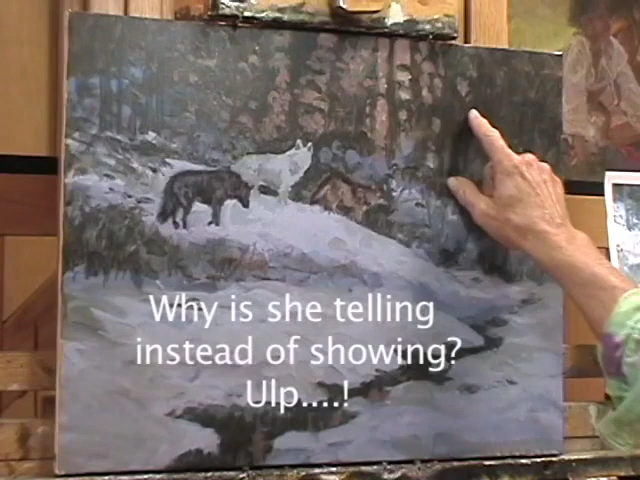 Why is she telling
instead of showing?
Ulp....!